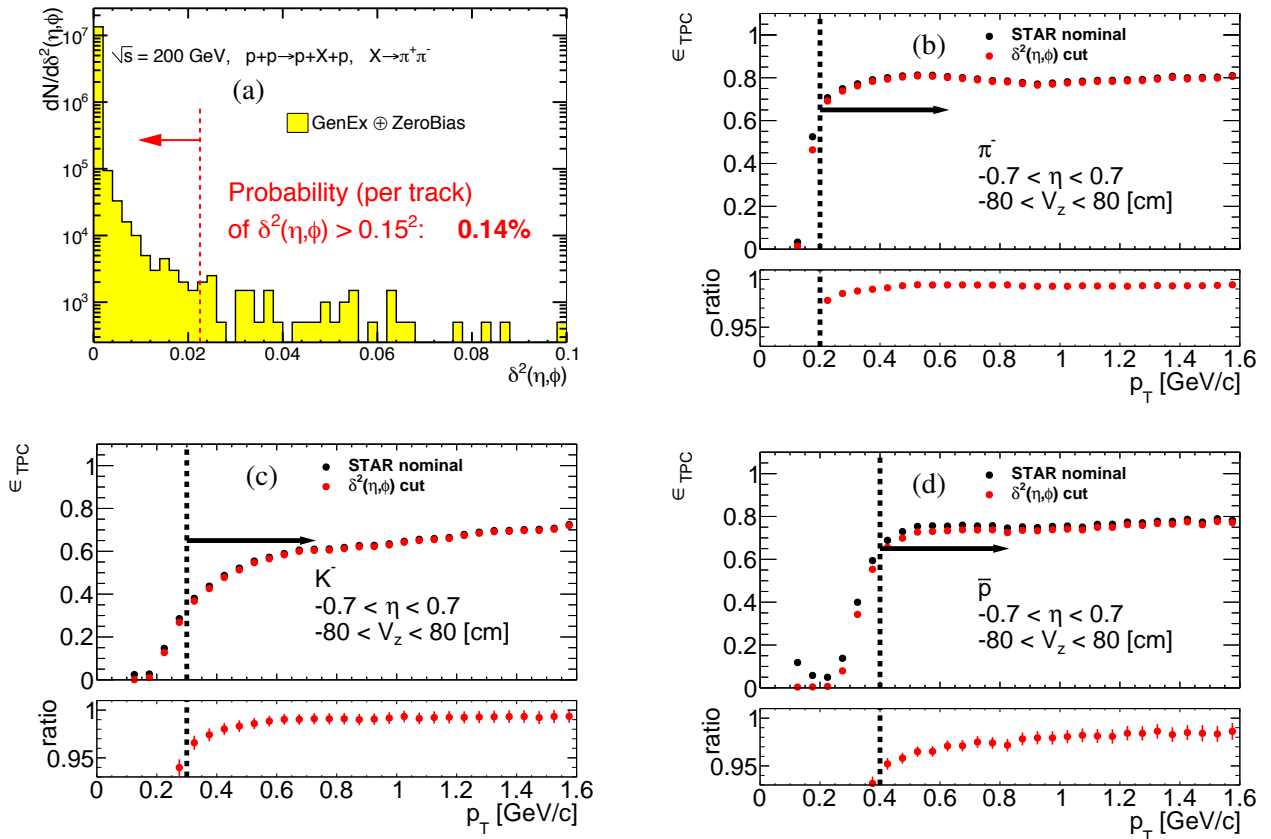 dN/dδ²(η,φ)
10⁷
10⁶
10⁵
10⁴
10³
√s = 200 GeV, p+p→p+X+p, X→π⁺π⁻
(a)
GenEx ⊕ ZeroBias
Probability (per track)
of δ²(η,φ) > 0.15²: 0.14%
0 0.02 0.04 0.06 0.08 0.1
δ²(η,φ)
∈ TPC
1
0.8
0.6
0.4
0.2
0
(b)
STAR nominal
δ²(η,φ) cut
π⁻
-0.7 < η < 0.7
-80 < V_z < 80 [cm]
ratio
1
0.95
0 0.2 0.4 0.6 0.8 1 1.2 1.4 1.6
p_T [GeV/c]
∈ TPC
1
0.8
0.6
0.4
0.2
0
(c)
STAR nominal
δ²(η,φ) cut
K⁻
-0.7 < η < 0.7
-80 < V_z < 80 [cm]
ratio
1
0.95
0 0.2 0.4 0.6 0.8 1 1.2 1.4 1.6
p_T [GeV/c]
∈ TPC
1
0.8
0.6
0.4
0.2
0
(d)
STAR nominal
δ²(η,φ) cut
p̅
-0.7 < η < 0.7
-80 < V_z < 80 [cm]
ratio
1
0.95
0 0.2 0.4 0.6 0.8 1 1.2 1.4 1.6
p_T [GeV/c]